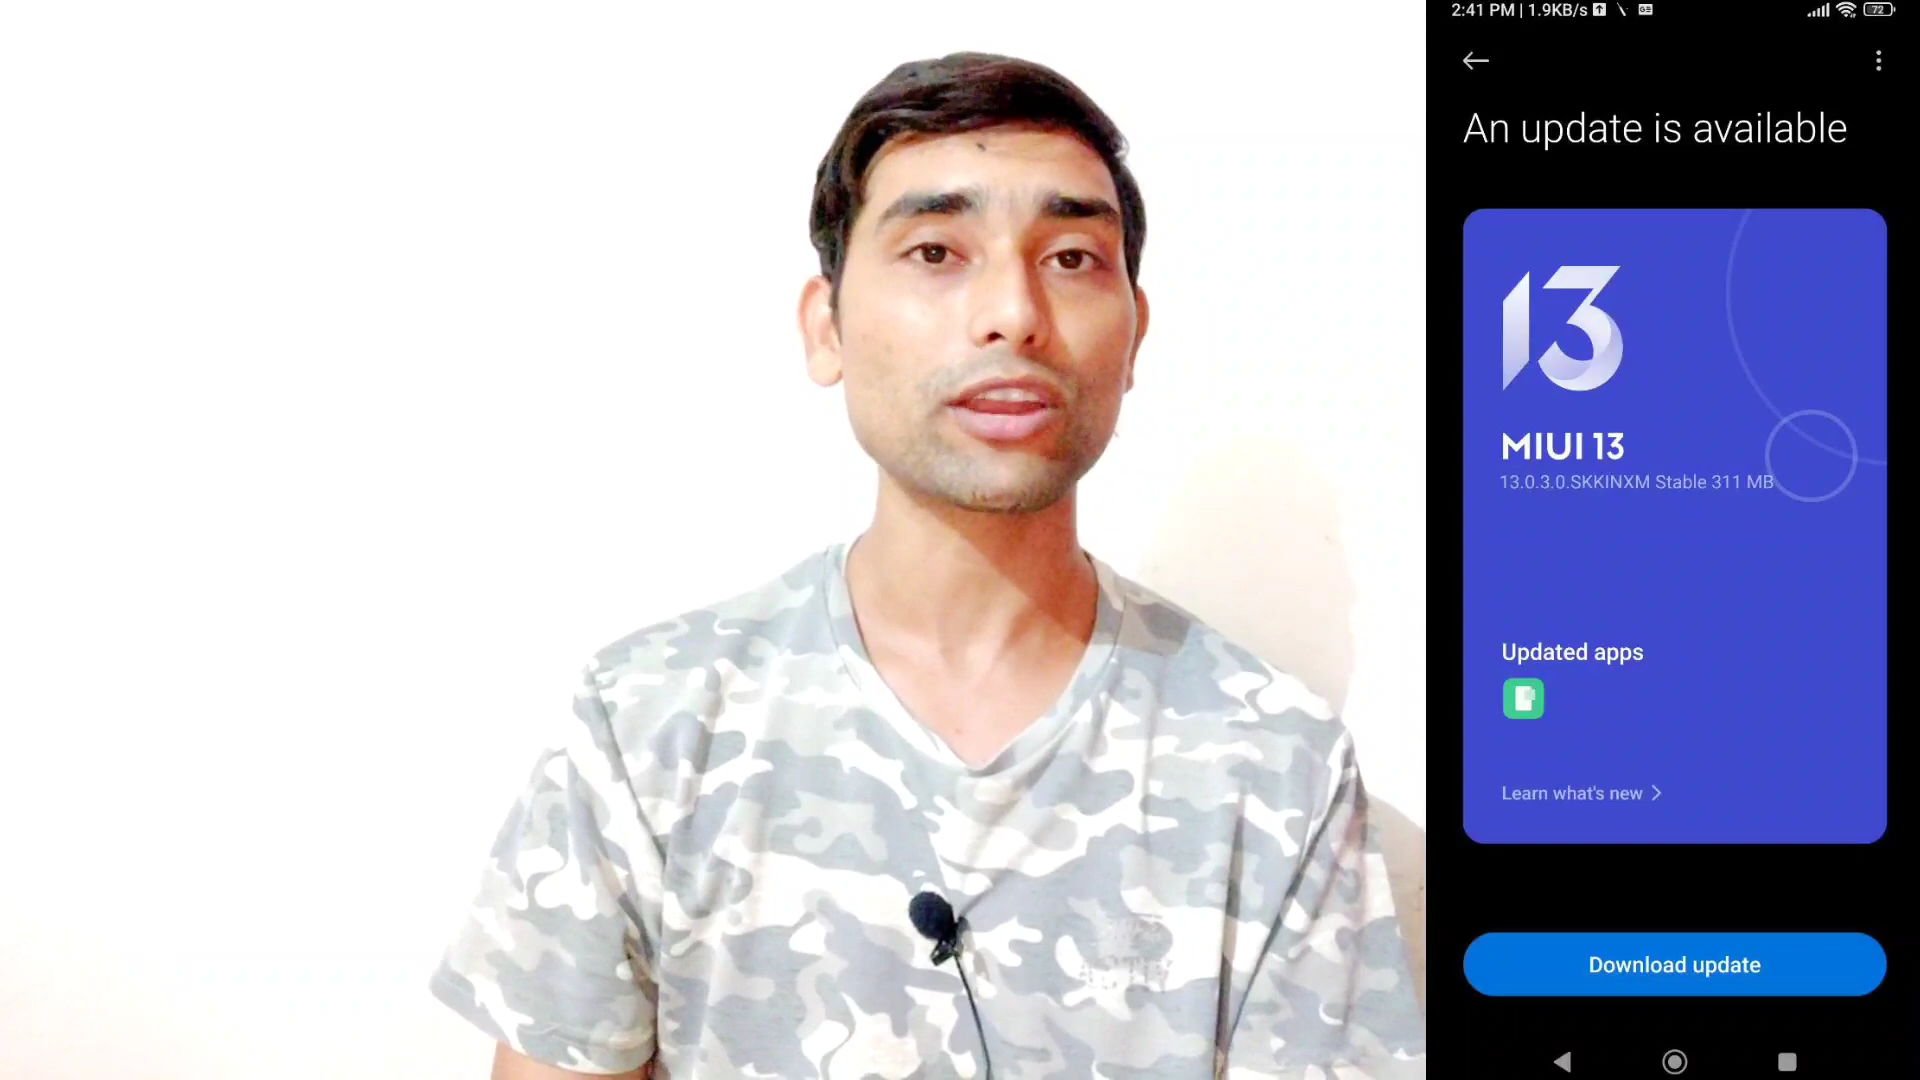 2:41 PM | 1.9KB/s
72
An update is available
13
MIUI 13
13.0.3.0.SKKINXM Stable 311 MB
Updated apps
Learn what's new >
Download update